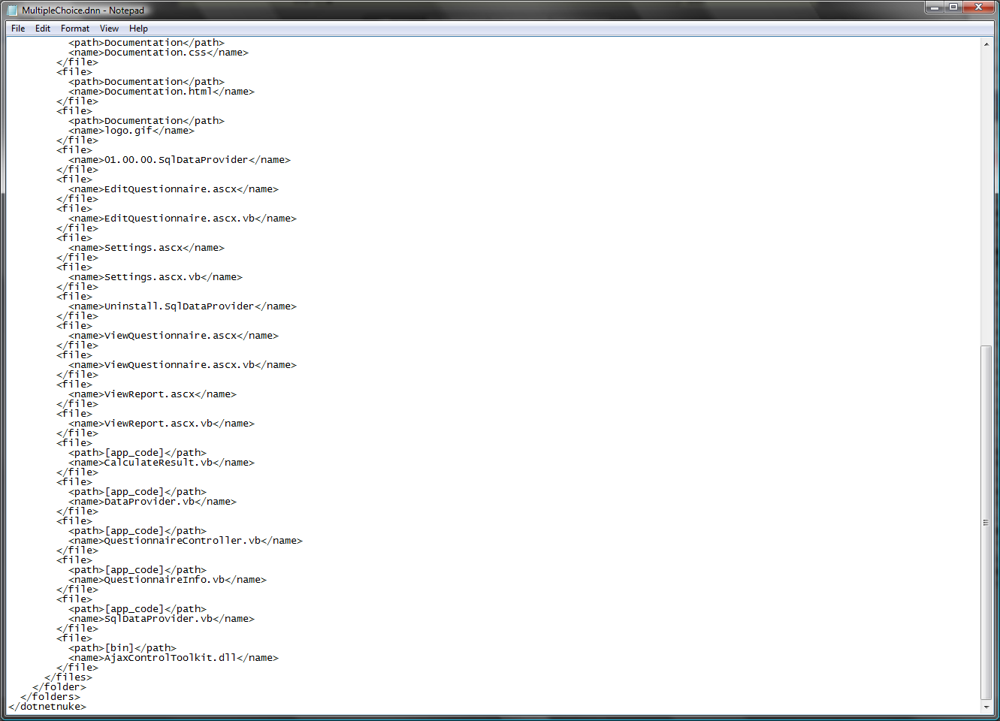 MultipleChoice.dnn - Notepad
File Edit Format View Help
<path>Documentation</path>
<name>Documentation.css</name>
</file>
<file>
<path>Documentation</path>
<name>Documentation.html</name>
</file>
<file>
<path>Documentation</path>
<name>logo.gif</name>
</file>
<file>
<name>01.00.00.SqlDataProvider</name>
</file>
<file>
<name>EditQuestionnaire.ascx</name>
</file>
<file>
<name>EditQuestionnaire.ascx.vb</name>
</file>
<file>
<name>Settings.ascx</name>
</file>
<file>
<name>Settings.ascx.vb</name>
</file>
<file>
<name>Uninstall.SqlDataProvider</name>
</file>
<file>
<name>ViewQuestionnaire.ascx</name>
</file>
<file>
<name>ViewQuestionnaire.ascx.vb</name>
</file>
<file>
<name>ViewReport.ascx</name>
</file>
<file>
<name>ViewReport.ascx.vb</name>
</file>
<file>
<path>[app_code]</path>
<name>CalculateResult.vb</name>
</file>
<file>
<path>[app_code]</path>
<name>DataProvider.vb</name>
</file>
<file>
<path>[app_code]</path>
<name>QuestionnaireController.vb</name>
</file>
<file>
<path>[app_code]</path>
<name>QuestionnaireInfo.vb</name>
</file>
<file>
<path>[app_code]</path>
<name>SqlDataProvider.vb</name>
</file>
<file>
<path>[bin]</path>
<name>AjaxControlToolkit.dll</name>
</file>
</files>
</folder>
</folders>
</dotnetnuke>